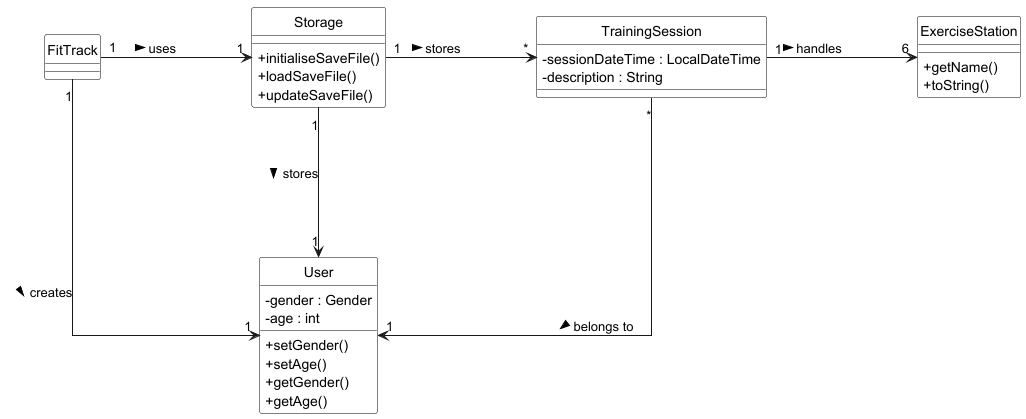 FitTrack
1
uses
1
Storage
+initialiseSaveFile()
+loadSaveFile()
+updateSaveFile()
1
stores
*
TrainingSession
-sessionDateTime : LocalDateTime
-description : String
1
handles
6
ExerciseStation
+getName()
+toString()
1
1
*
stores
1
User
-gender : Gender
-age : int
+setGender()
+setAge()
+getGender()
+getAge()
creates
1
1
belongs to